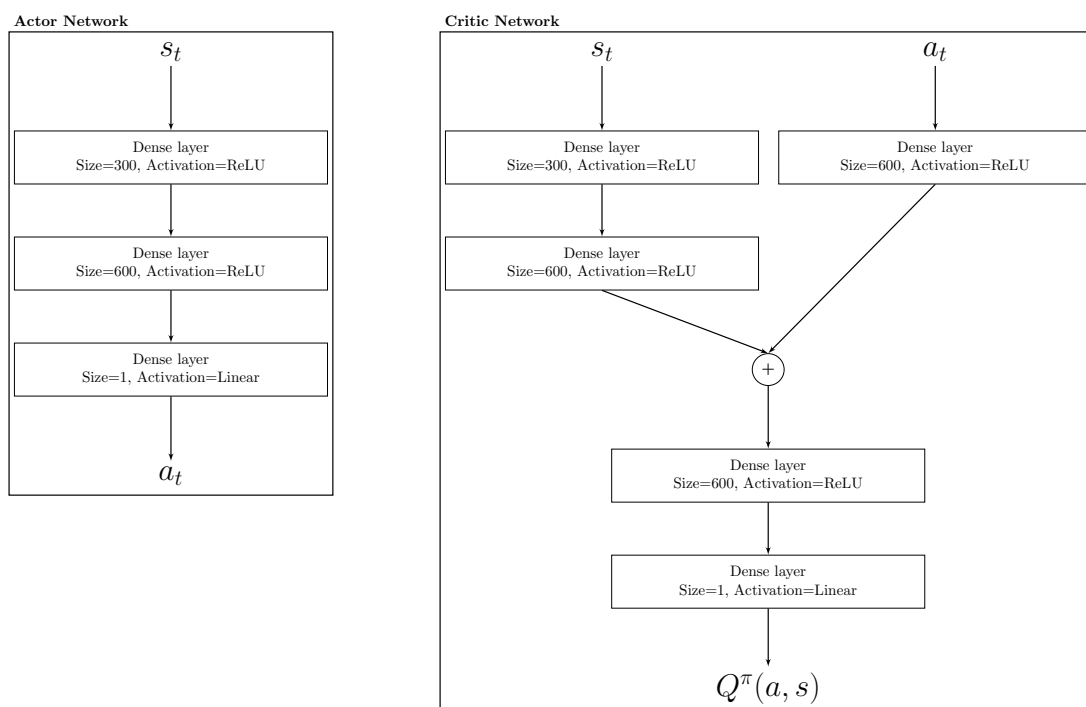 Actor Network
s_t
Dense layer
Size=300, Activation=ReLU
Dense layer
Size=600, Activation=ReLU
Dense layer
Size=1, Activation=Linear
a_t
Critic Network
s_t
a_t
Dense layer
Size=300, Activation=ReLU
Dense layer
Size=600, Activation=ReLU
Dense layer
Size=600, Activation=ReLU
+
Dense layer
Size=600, Activation=ReLU
Dense layer
Size=1, Activation=Linear
Q^π(a, s)